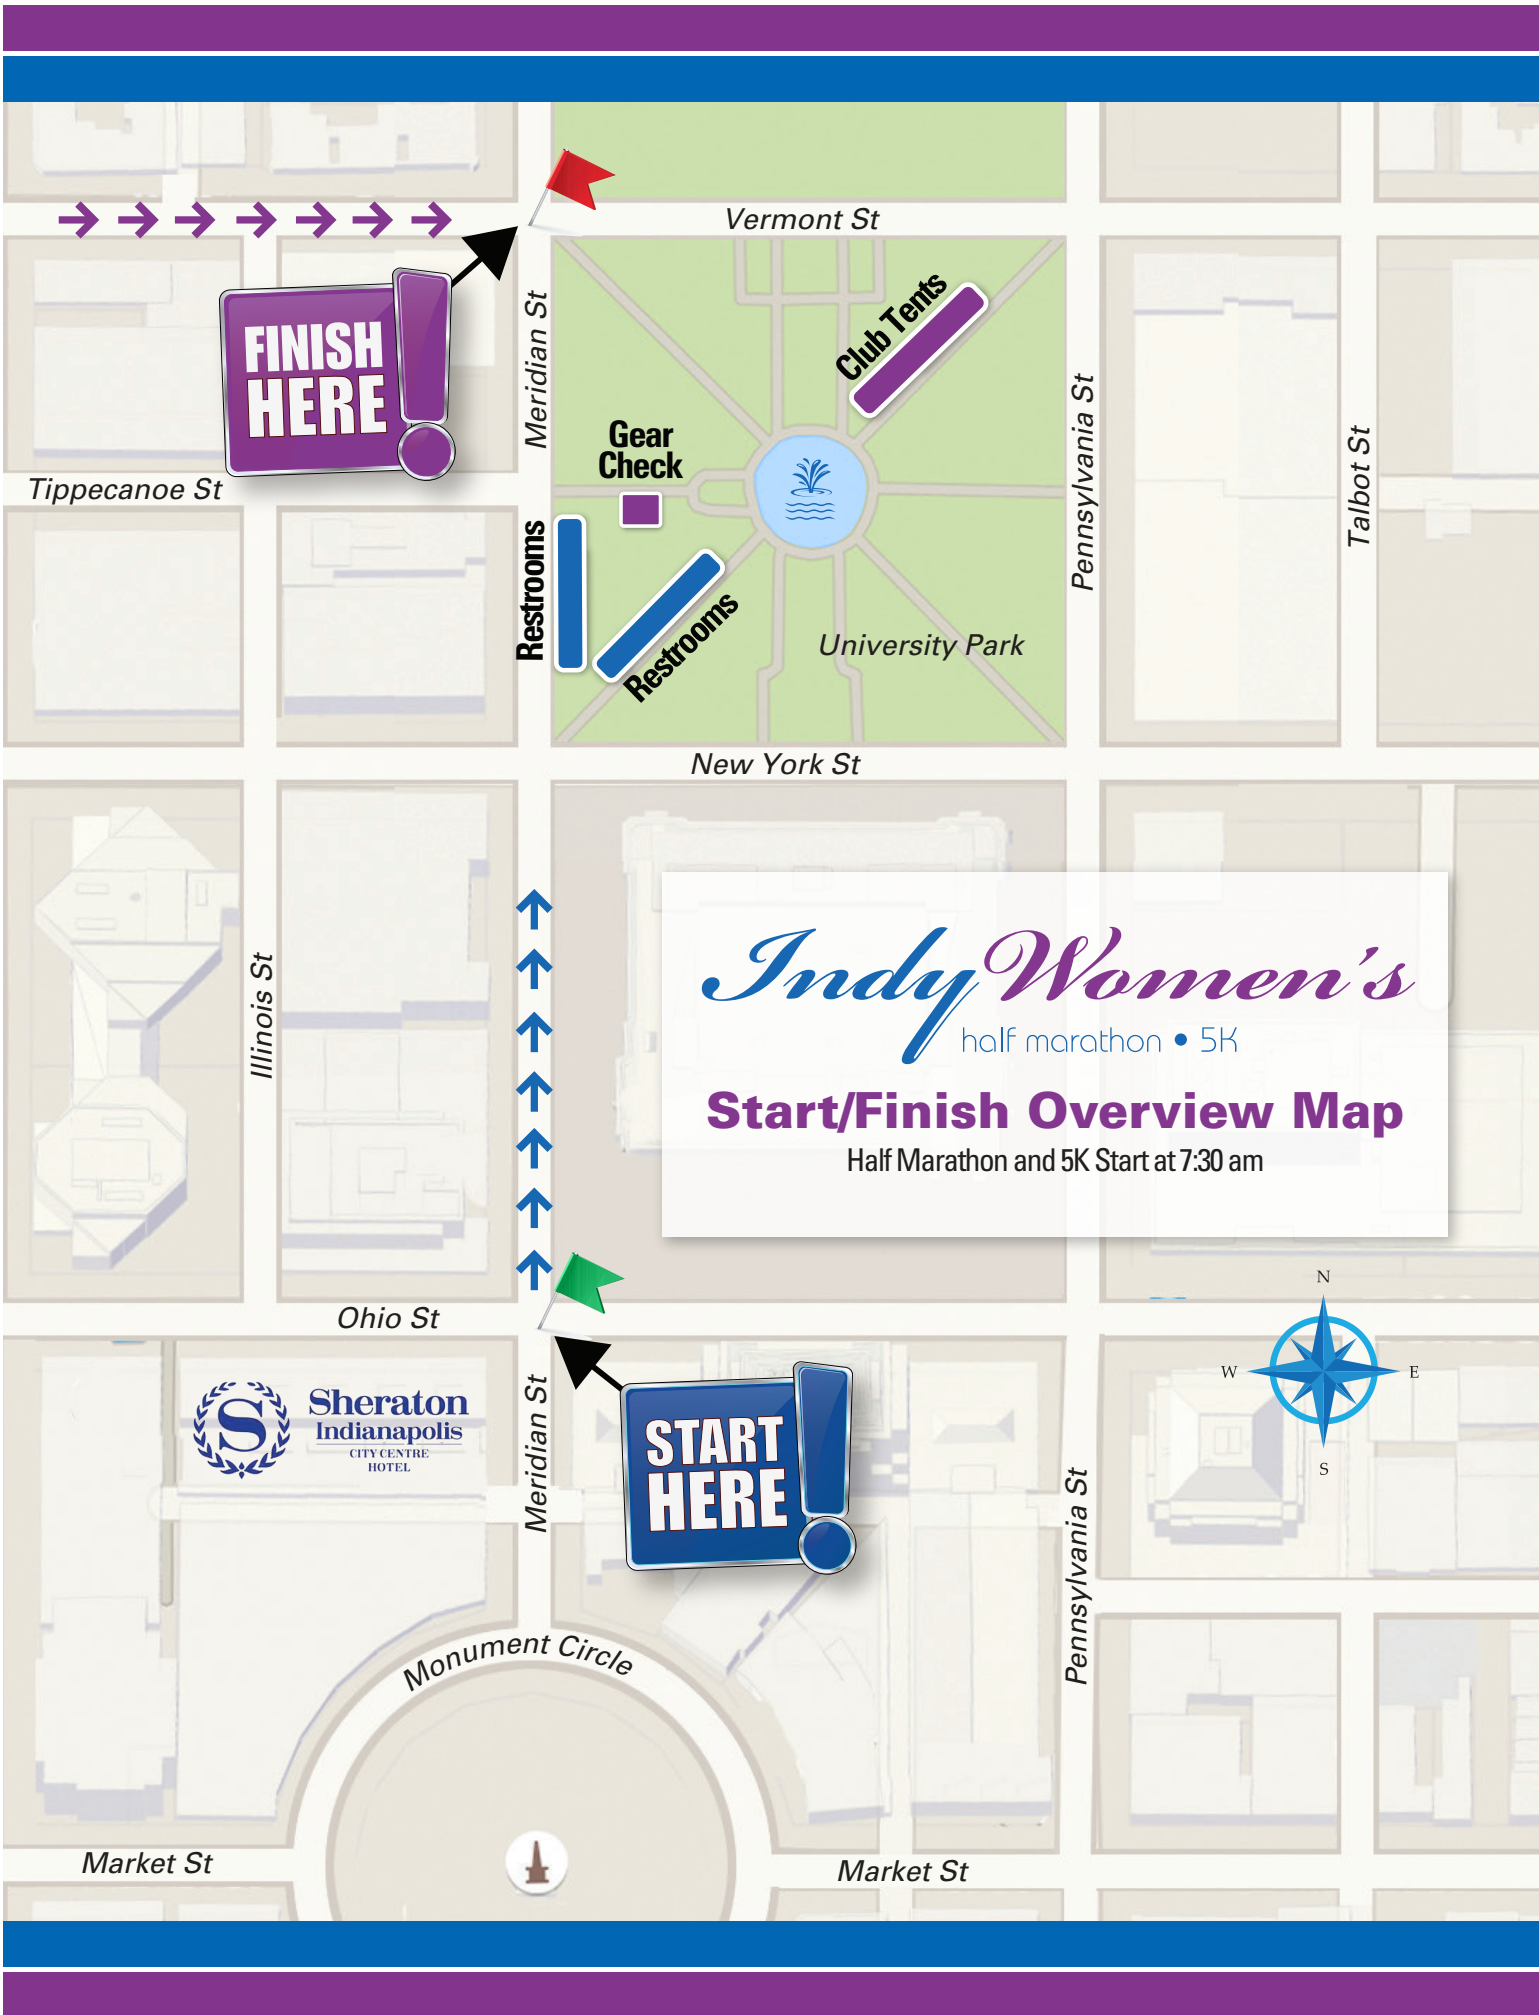 Vermont St
FINISH
HERE
Meridian St
Club Tents
Gear
Check
Pennsylvania St
Talbot St
Tippecanoe St
Restrooms
Restrooms
University Park
New York St
Illinois St
Indy Women's
half marathon • 5K
Start/Finish Overview Map
Half Marathon and 5K Start at 7:30 am
N
W
E
S
Ohio St
S
Sheraton
Indianapolis
CITY CENTRE
HOTEL
Meridian St
START
HERE
Pennsylvania St
Monument Circle
Market St
Market St